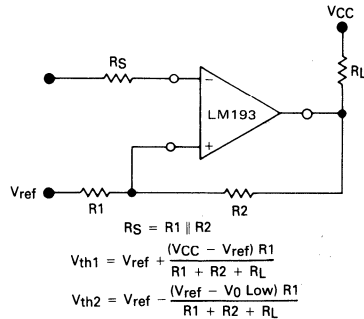 VCC
RS
RL
−
LM193
+
Vref
R1
R2
RS = R1 || R2
Vth1 = Vref + (VCC − Vref) R1 / R1 + R2 + RL
Vth2 = Vref − (Vref − VO Low) R1 / R1 + R2 + RL